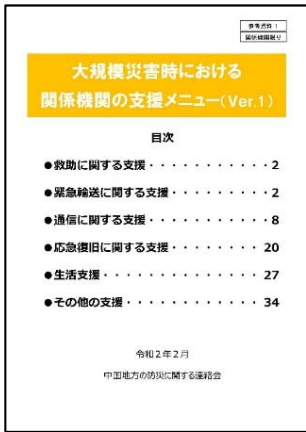 参考資料1
関係機関限り
大規模災害時における
関係機関の支援メニュー(Ver.1)
目次
●救助に関する支援・・・・・・・・・・2
●緊急輸送に関する支援・・・・・・・・2
●通信に関する支援・・・・・・・・・・8
●応急復旧に関する支援・・・・・・・・20
●生活支援・・・・・・・・・・・・・・27
●その他の支援・・・・・・・・・・・・34
令和2年2月
中国地方の防災に関する連絡会